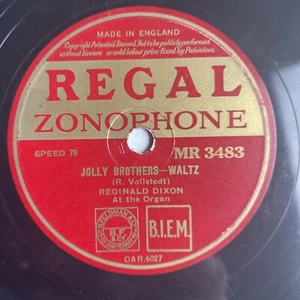 MADE IN ENGLAND
Copyright Patented Record. Not to be publicly performed
without Licence or sold below price fixed by Patentees.
REGAL
ZONOPHONE
SPEED 78
MR 3483
JOLLY BROTHERS—WALTZ
(R. Vollstedt)
REGINALD DIXON
At the Organ
B.F.
& Co
B.I.E.M.
CAR.6027